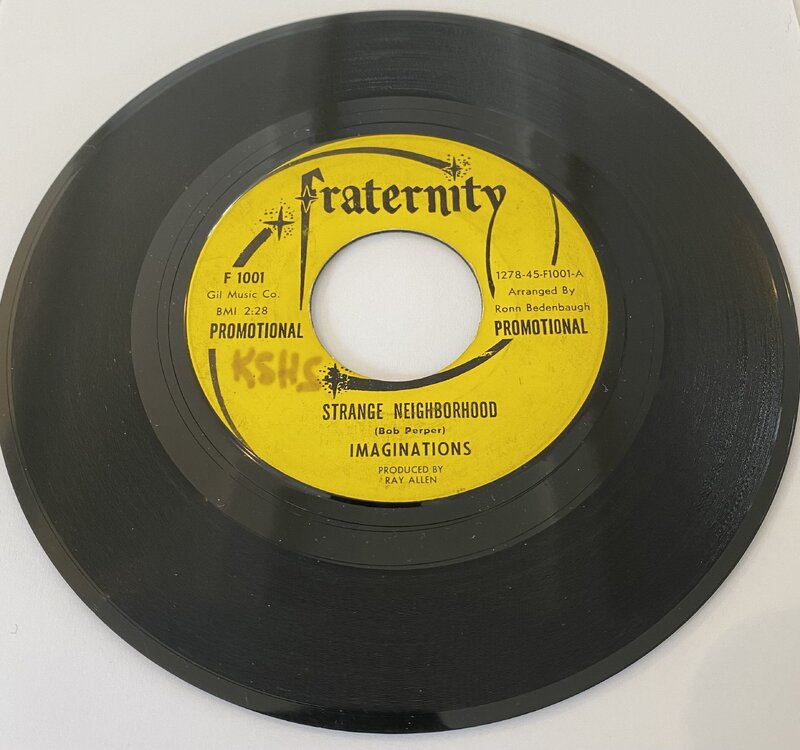 fraternity
F 1001
Gil Music Co.
BMI 2:28
PROMOTIONAL
1278-45-F1001-A
Arranged By
Ronn Bedenbaugh
PROMOTIONAL
KSHS
STRANGE NEIGHBORHOOD
(Bob Perper)
IMAGINATIONS
PRODUCED BY
RAY ALLEN